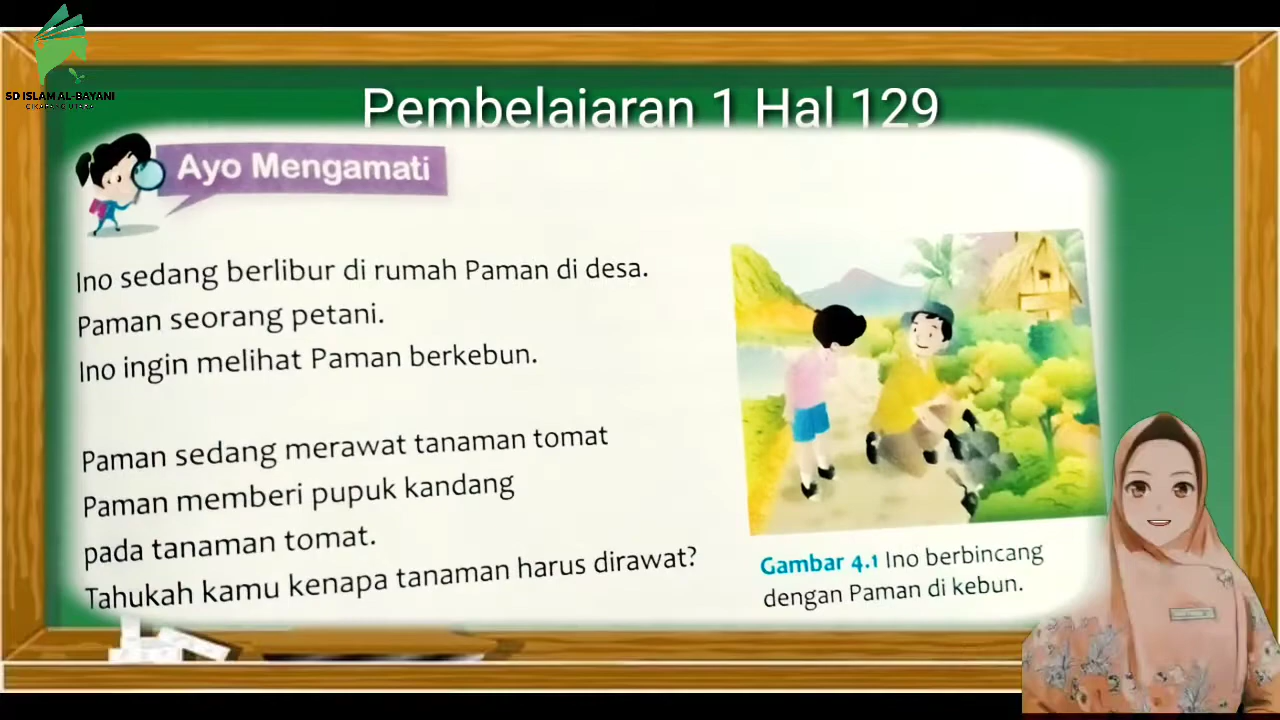 SD ISLAM AL-BAYANI
CIKARANG UTARA
Pembelajaran 1 Hal 129
Ayo Mengamati
Ino sedang berlibur di rumah Paman di desa.
Paman seorang petani.
Ino ingin melihat Paman berkebun.
Paman sedang merawat tanaman tomat
Paman memberi pupuk kandang
pada tanaman tomat.
Tahukah kamu kenapa tanaman harus dirawat?
Gambar 4.1 Ino berbincang
dengan Paman di kebun.